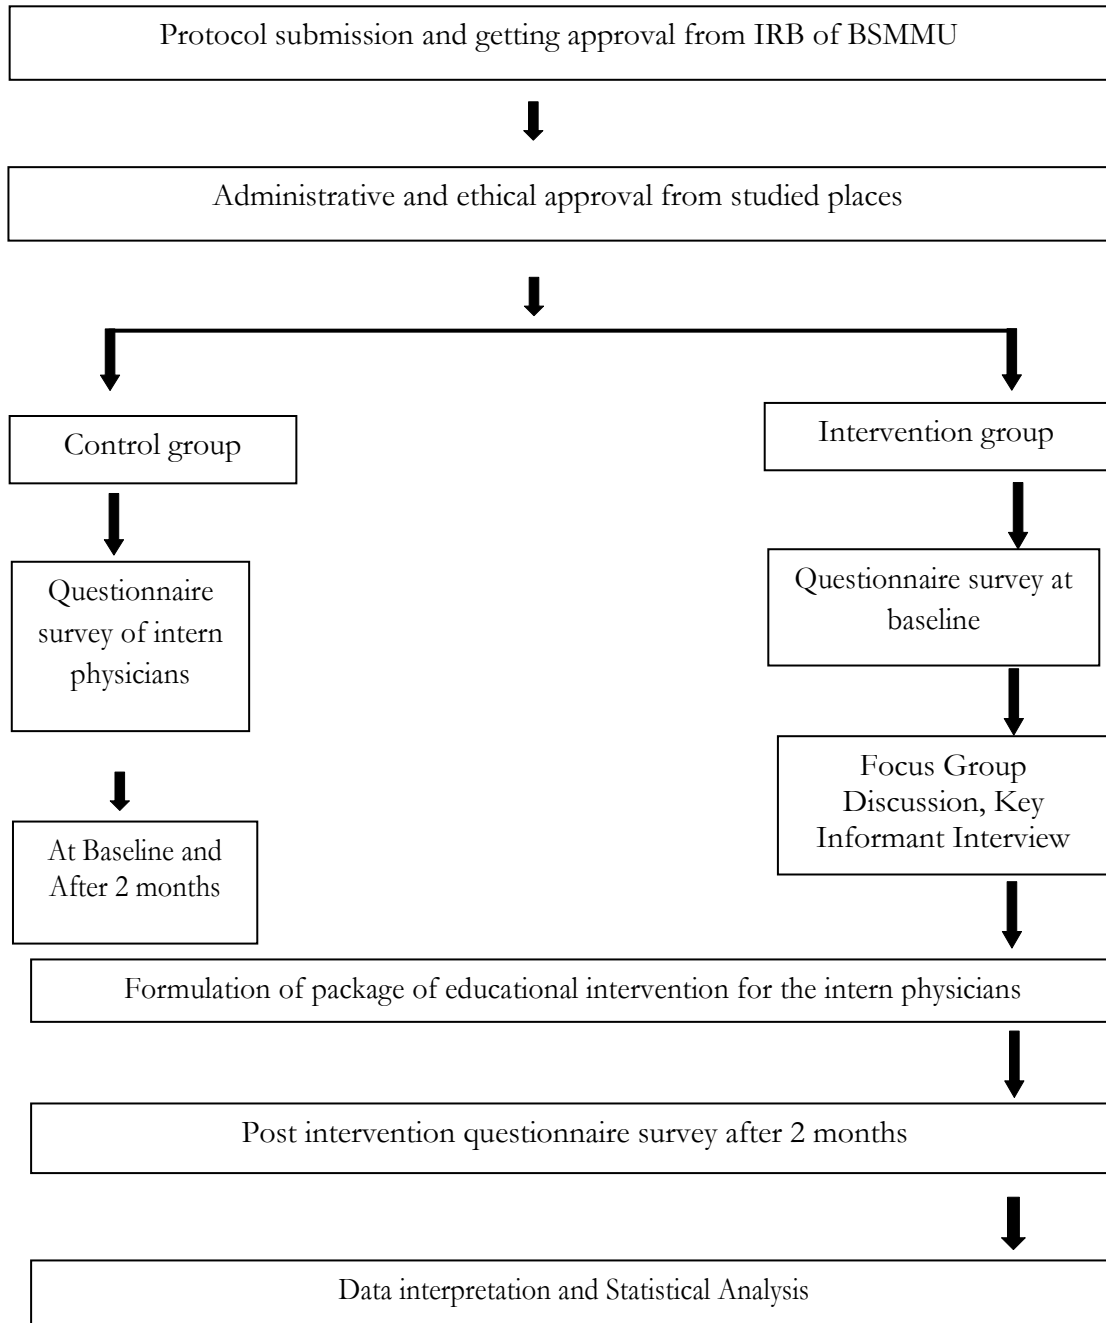 Protocol submission and getting approval from IRB of BSMMU
Administrative and ethical approval from studied places
Control group
Intervention group
Questionnaire
survey of intern
physicians
Questionnaire survey at
baseline
At Baseline and
After 2 months
Focus Group
Discussion, Key
Informant Interview
Formulation of package of educational intervention for the intern physicians
Post intervention questionnaire survey after 2 months
Data interpretation and Statistical Analysis